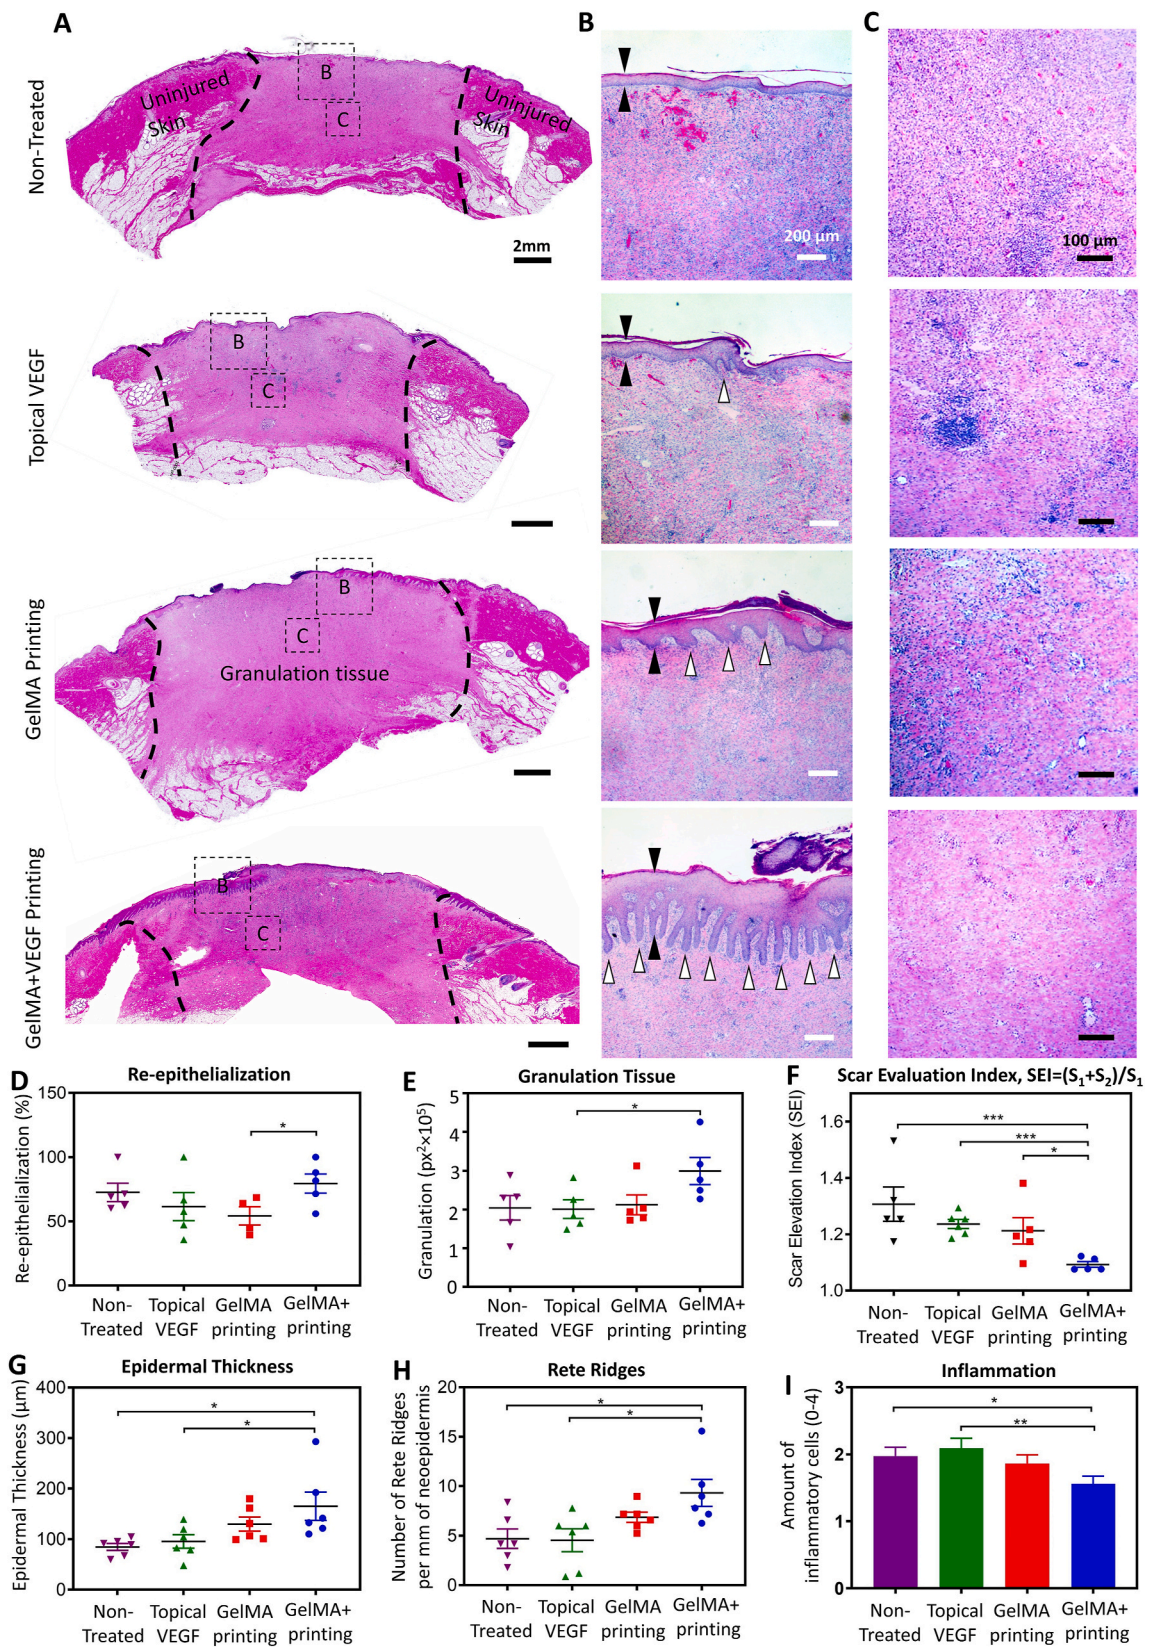 A
B
C
Non-Treated
Uninjured
Skin
B
C
Uninjured
Skin
2mm
200 µm
100 µm
Topical VEGF
B
C
GelMA Printing
B
C
Granulation tissue
GelMA+VEGF Printing
B
C
D
Re-epithelialization
Re-epithelialization (%)
150
100
50
0
*
Non-
Treated
Topical
VEGF
GelMA
printing
GelMA+
printing
E
Granulation Tissue
Granulation (px²×10⁵)
5
4
3
2
1
0
*
Non-
Treated
Topical
VEGF
GelMA
printing
GelMA+
printing
F
Scar Evaluation Index, SEI=(S₁+S₂)/S₁
Scar Elevation Index (SEI)
1.6
1.4
1.2
1.0
***
***
*
Non-
Treated
Topical
VEGF
GelMA
printing
GelMA+
printing
G
Epidermal Thickness
Epidermal Thickness (µm)
400
300
200
100
0
*
*
Non-
Treated
Topical
VEGF
GelMA
printing
GelMA+
printing
H
Rete Ridges
Number of Rete Ridges
per mm of neoepidermis
20
15
10
5
0
*
*
Non-
Treated
Topical
VEGF
GelMA
printing
GelMA+
printing
I
Inflammation
Amount of
inflammatory cells (0-4)
3
2
1
0
*
**
Non-
Treated
Topical
VEGF
GelMA
printing
GelMA+
printing